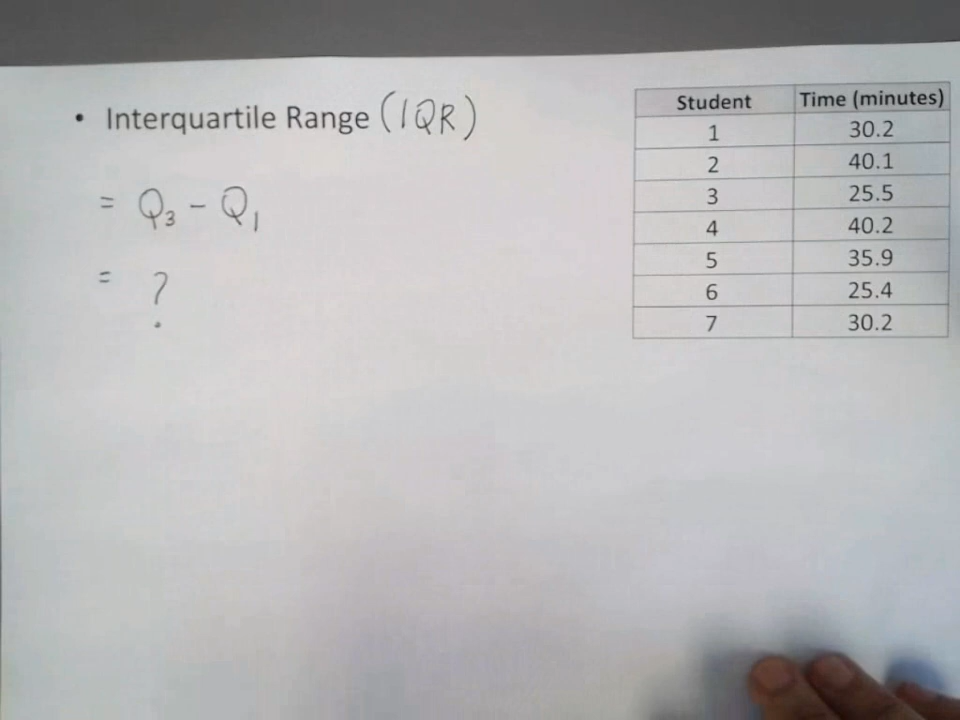 • Interquartile Range (IQR)
= Q₃ - Q₁
= ?
Student Time (minutes)
1 30.2
2 40.1
3 25.5
4 40.2
5 35.9
6 25.4
7 30.2